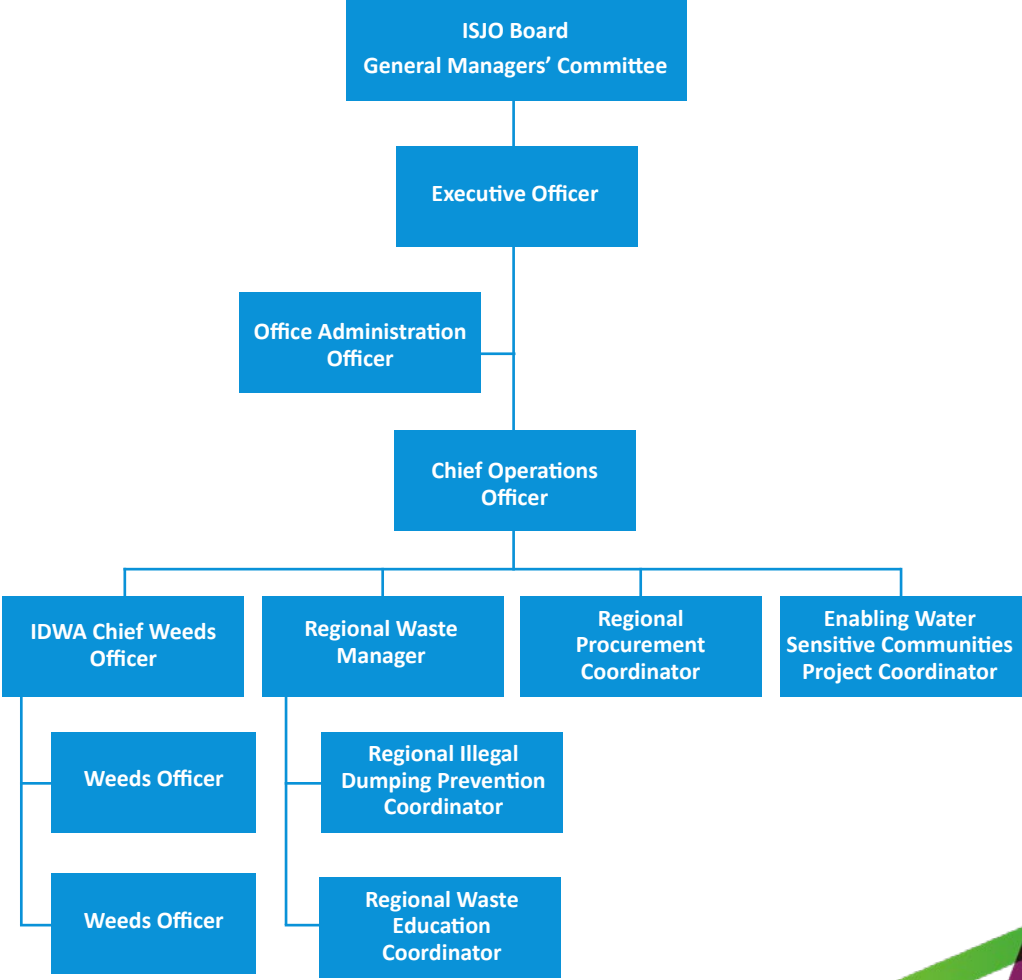 ISJO Board
General Managers’ Committee
Executive Officer
Office Administration
Officer
Chief Operations
Officer
IDWA Chief Weeds
Officer
Regional Waste
Manager
Regional
Procurement
Coordinator
Enabling Water
Sensitive Communities
Project Coordinator
Weeds Officer
Regional Illegal
Dumping Prevention
Coordinator
Weeds Officer
Regional Waste
Education
Coordinator